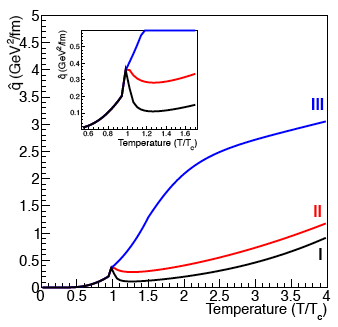 q̂ (GeV²/fm)
5
4.5
4
3.5
3
2.5
2
1.5
1
0.5
0
0 0.5 1 1.5 2 2.5 3 3.5 4
Temperature (T/Tc)
III
II
I
q̂ (GeV²/fm)
0.6
0.5
0.4
0.3
0.2
0.1
0.6 0.8 1 1.2 1.4 1.6
Temperature (T/Tc)